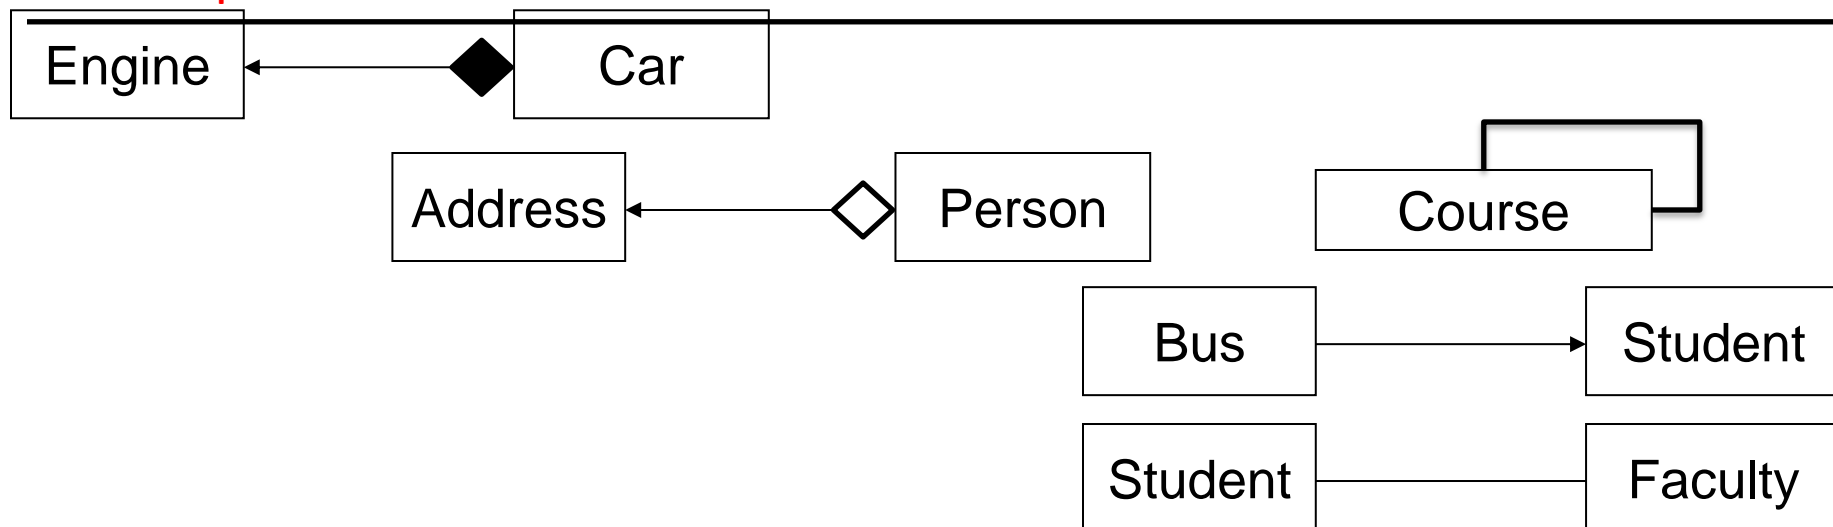 Engine
Car
Address
Person
Course
Bus
Student
Student
Faculty